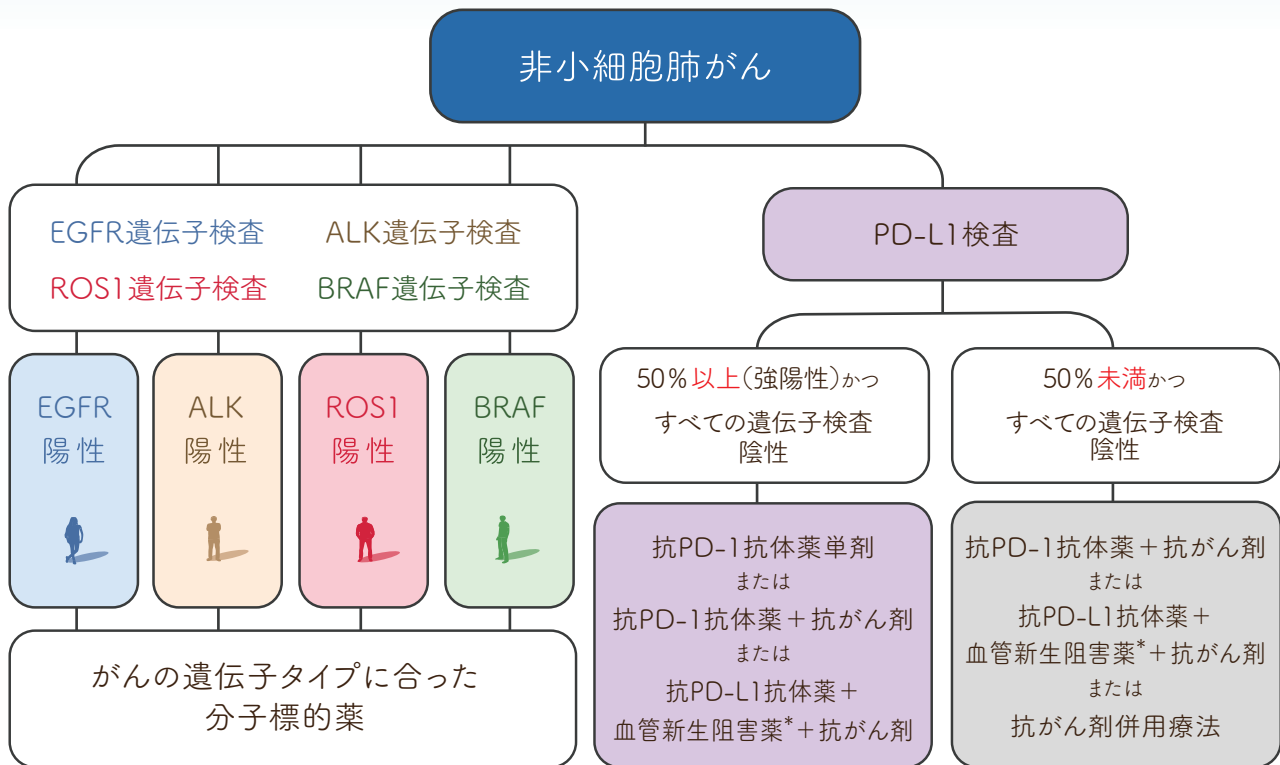 非小細胞肺がん
EGFR遺伝子検査
ALK遺伝子検査
ROS1遺伝子検査
BRAF遺伝子検査
PD-L1検査
EGFR
陽性
ALK
陽性
ROS1
陽性
BRAF
陽性
がんの遺伝子タイプに合った
分子標的薬
50%以上(強陽性)かつ
すべての遺伝子検査
陰性
50%未満かつ
すべての遺伝子検査
陰性
抗PD-1抗体薬単剤
または
抗PD-1抗体薬+抗がん剤
または
抗PD-L1抗体薬+
血管新生阻害薬*+抗がん剤
抗PD-1抗体薬+抗がん剤
または
抗PD-L1抗体薬+
血管新生阻害薬*+抗がん剤
または
抗がん剤併用療法